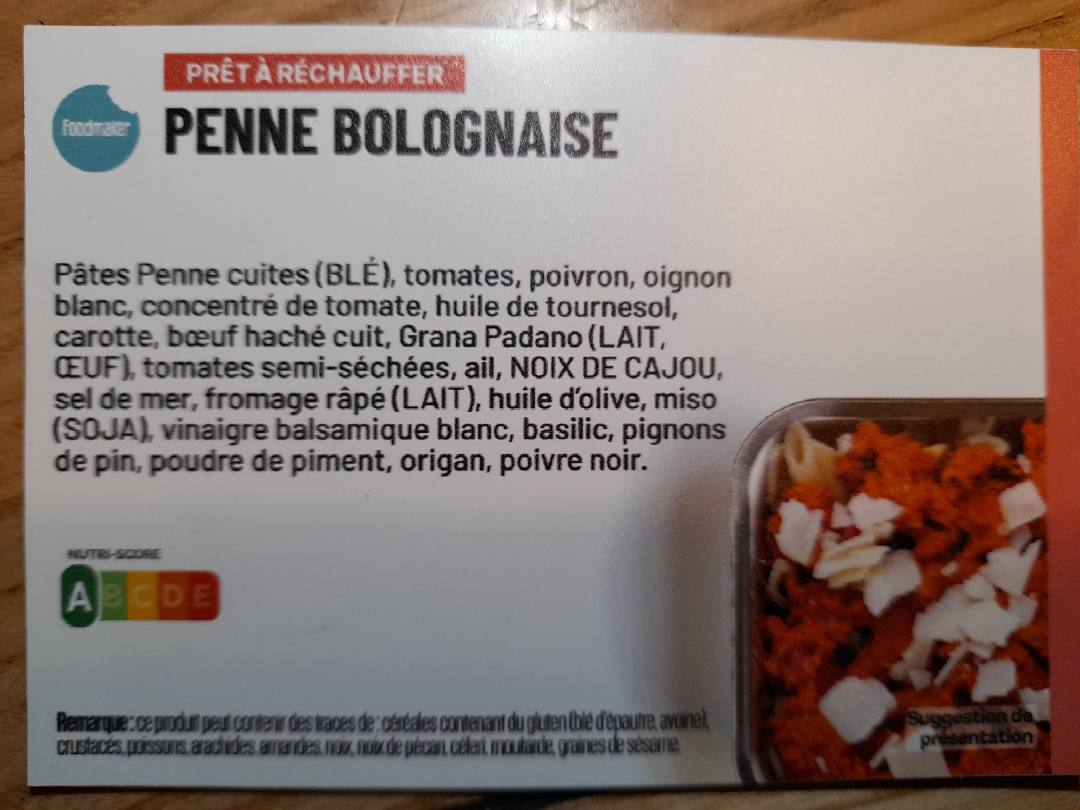 PRÊT À RÉCHAUFFER
foodmaker
PENNE BOLOGNAISE
Pâtes Penne cuites (BLÉ), tomates, poivron, oignon
blanc, concentré de tomate, huile de tournesol,
carotte, bœuf haché cuit, Grana Padano (LAIT,
ŒUF), tomates semi-séchées, ail, NOIX DE CAJOU,
sel de mer, fromage râpé (LAIT), huile d'olive, miso
(SOJA), vinaigre balsamique blanc, basilic, pignons
de pin, poudre de piment, origan, poivre noir.
NUTRI-SCORE
A B C D E
Remarque : ce produit peut contenir des traces de : céréales contenant du gluten (blé d'épautre, avoine),
crustacés, poissons, arachides, amandes, noix, noix de pécan, céleri, moutarde, graines de sésame.
Suggestion de
présentation